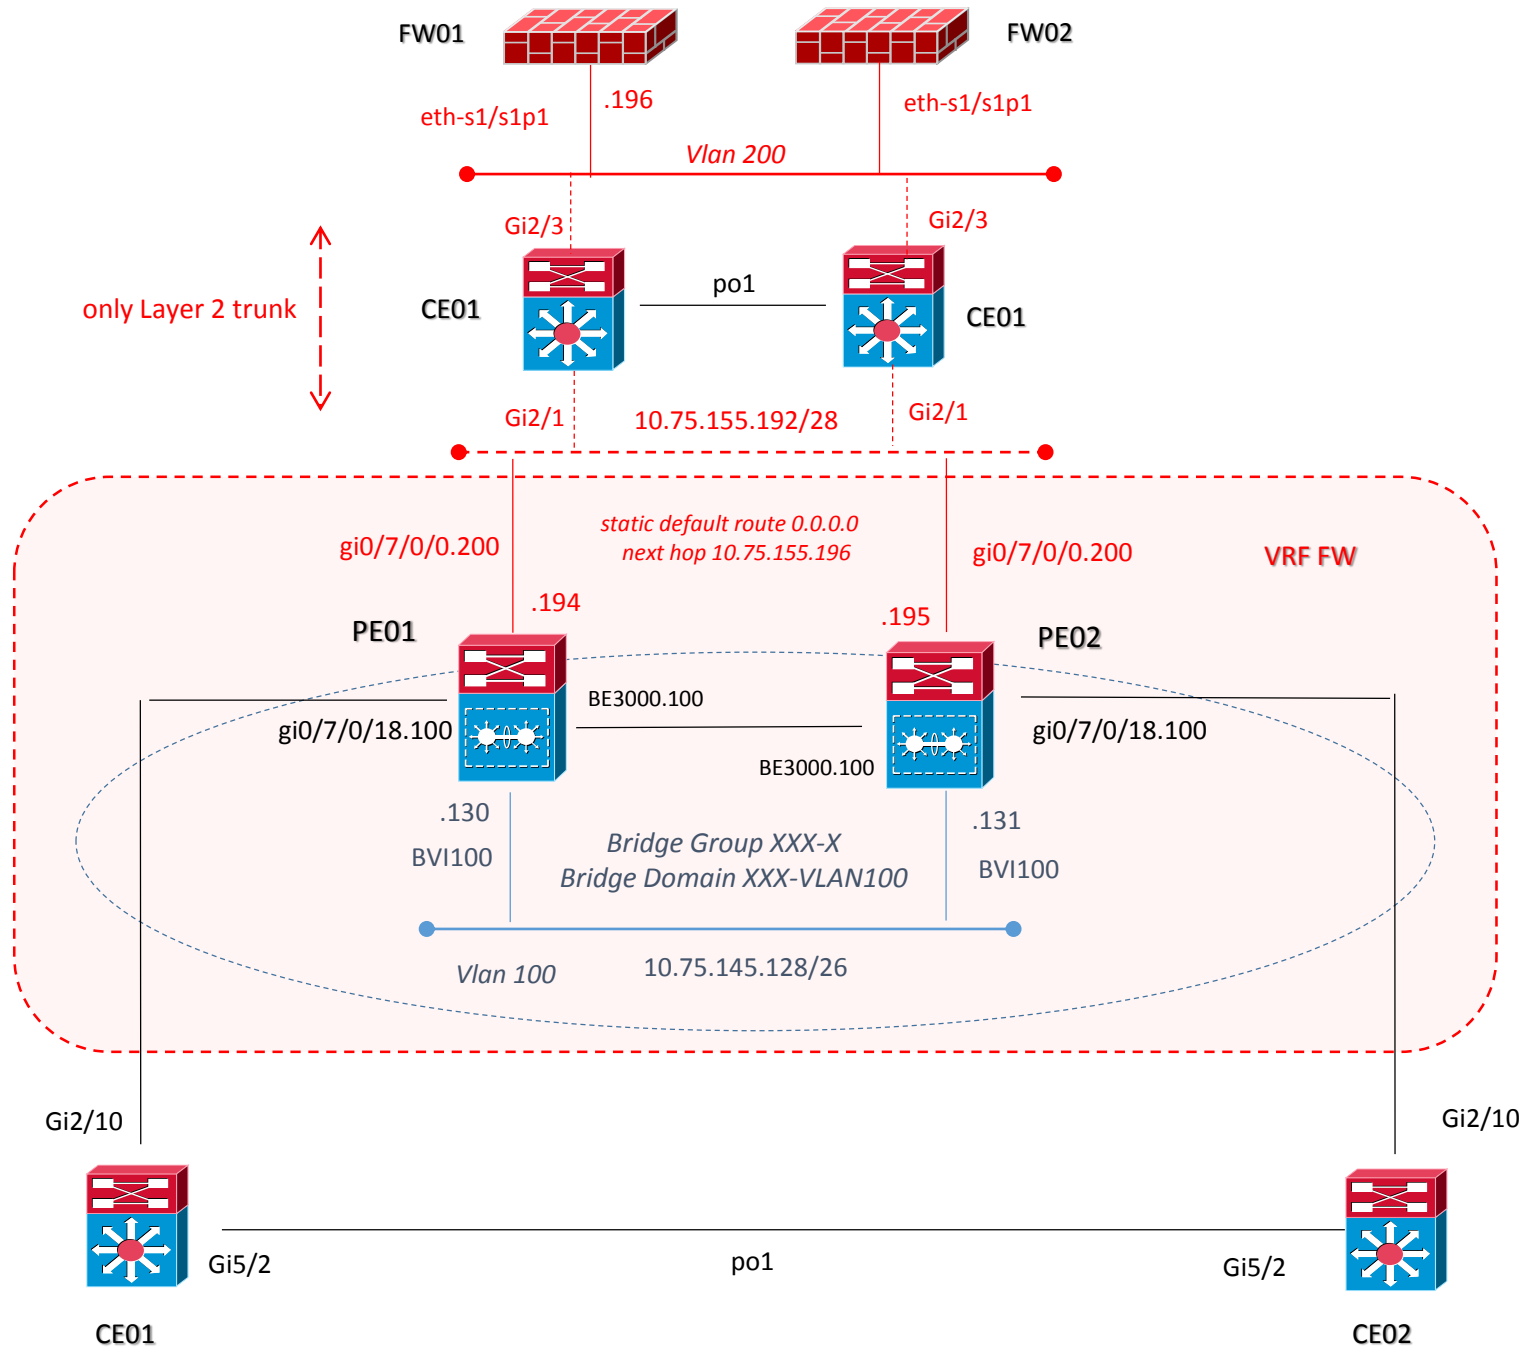 FW01
FW02
eth-s1/s1p1
.196
eth-s1/s1p1
Vlan 200
Gi2/3
Gi2/3
only Layer 2 trunk
CE01
po1
CE01
Gi2/1
10.75.155.192/28
Gi2/1
static default route 0.0.0.0
next hop 10.75.155.196
gi0/7/0/0.200
gi0/7/0/0.200
VRF FW
.194
.195
PE01
PE02
BE3000.100
gi0/7/0/18.100
gi0/7/0/18.100
BE3000.100
.130
.131
BVI100
BVI100
Bridge Group XXX-X
Bridge Domain XXX-VLAN100
Vlan 100
10.75.145.128/26
Gi2/10
Gi2/10
Gi5/2
po1
Gi5/2
CE01
CE02